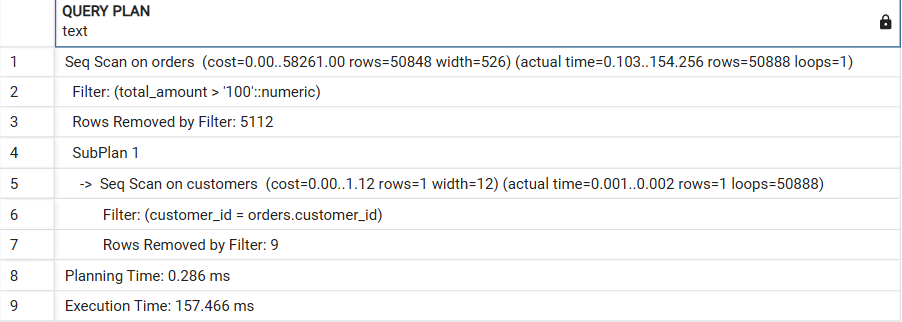 QUERY PLAN
text
1 Seq Scan on orders (cost=0.00..58261.00 rows=50848 width=526) (actual time=0.103..154.256 rows=50888 loops=1)
2 Filter: (total_amount > '100'::numeric)
3 Rows Removed by Filter: 5112
4 SubPlan 1
5 -> Seq Scan on customers (cost=0.00..1.12 rows=1 width=12) (actual time=0.001..0.002 rows=1 loops=50888)
6 Filter: (customer_id = orders.customer_id)
7 Rows Removed by Filter: 9
8 Planning Time: 0.286 ms
9 Execution Time: 157.466 ms